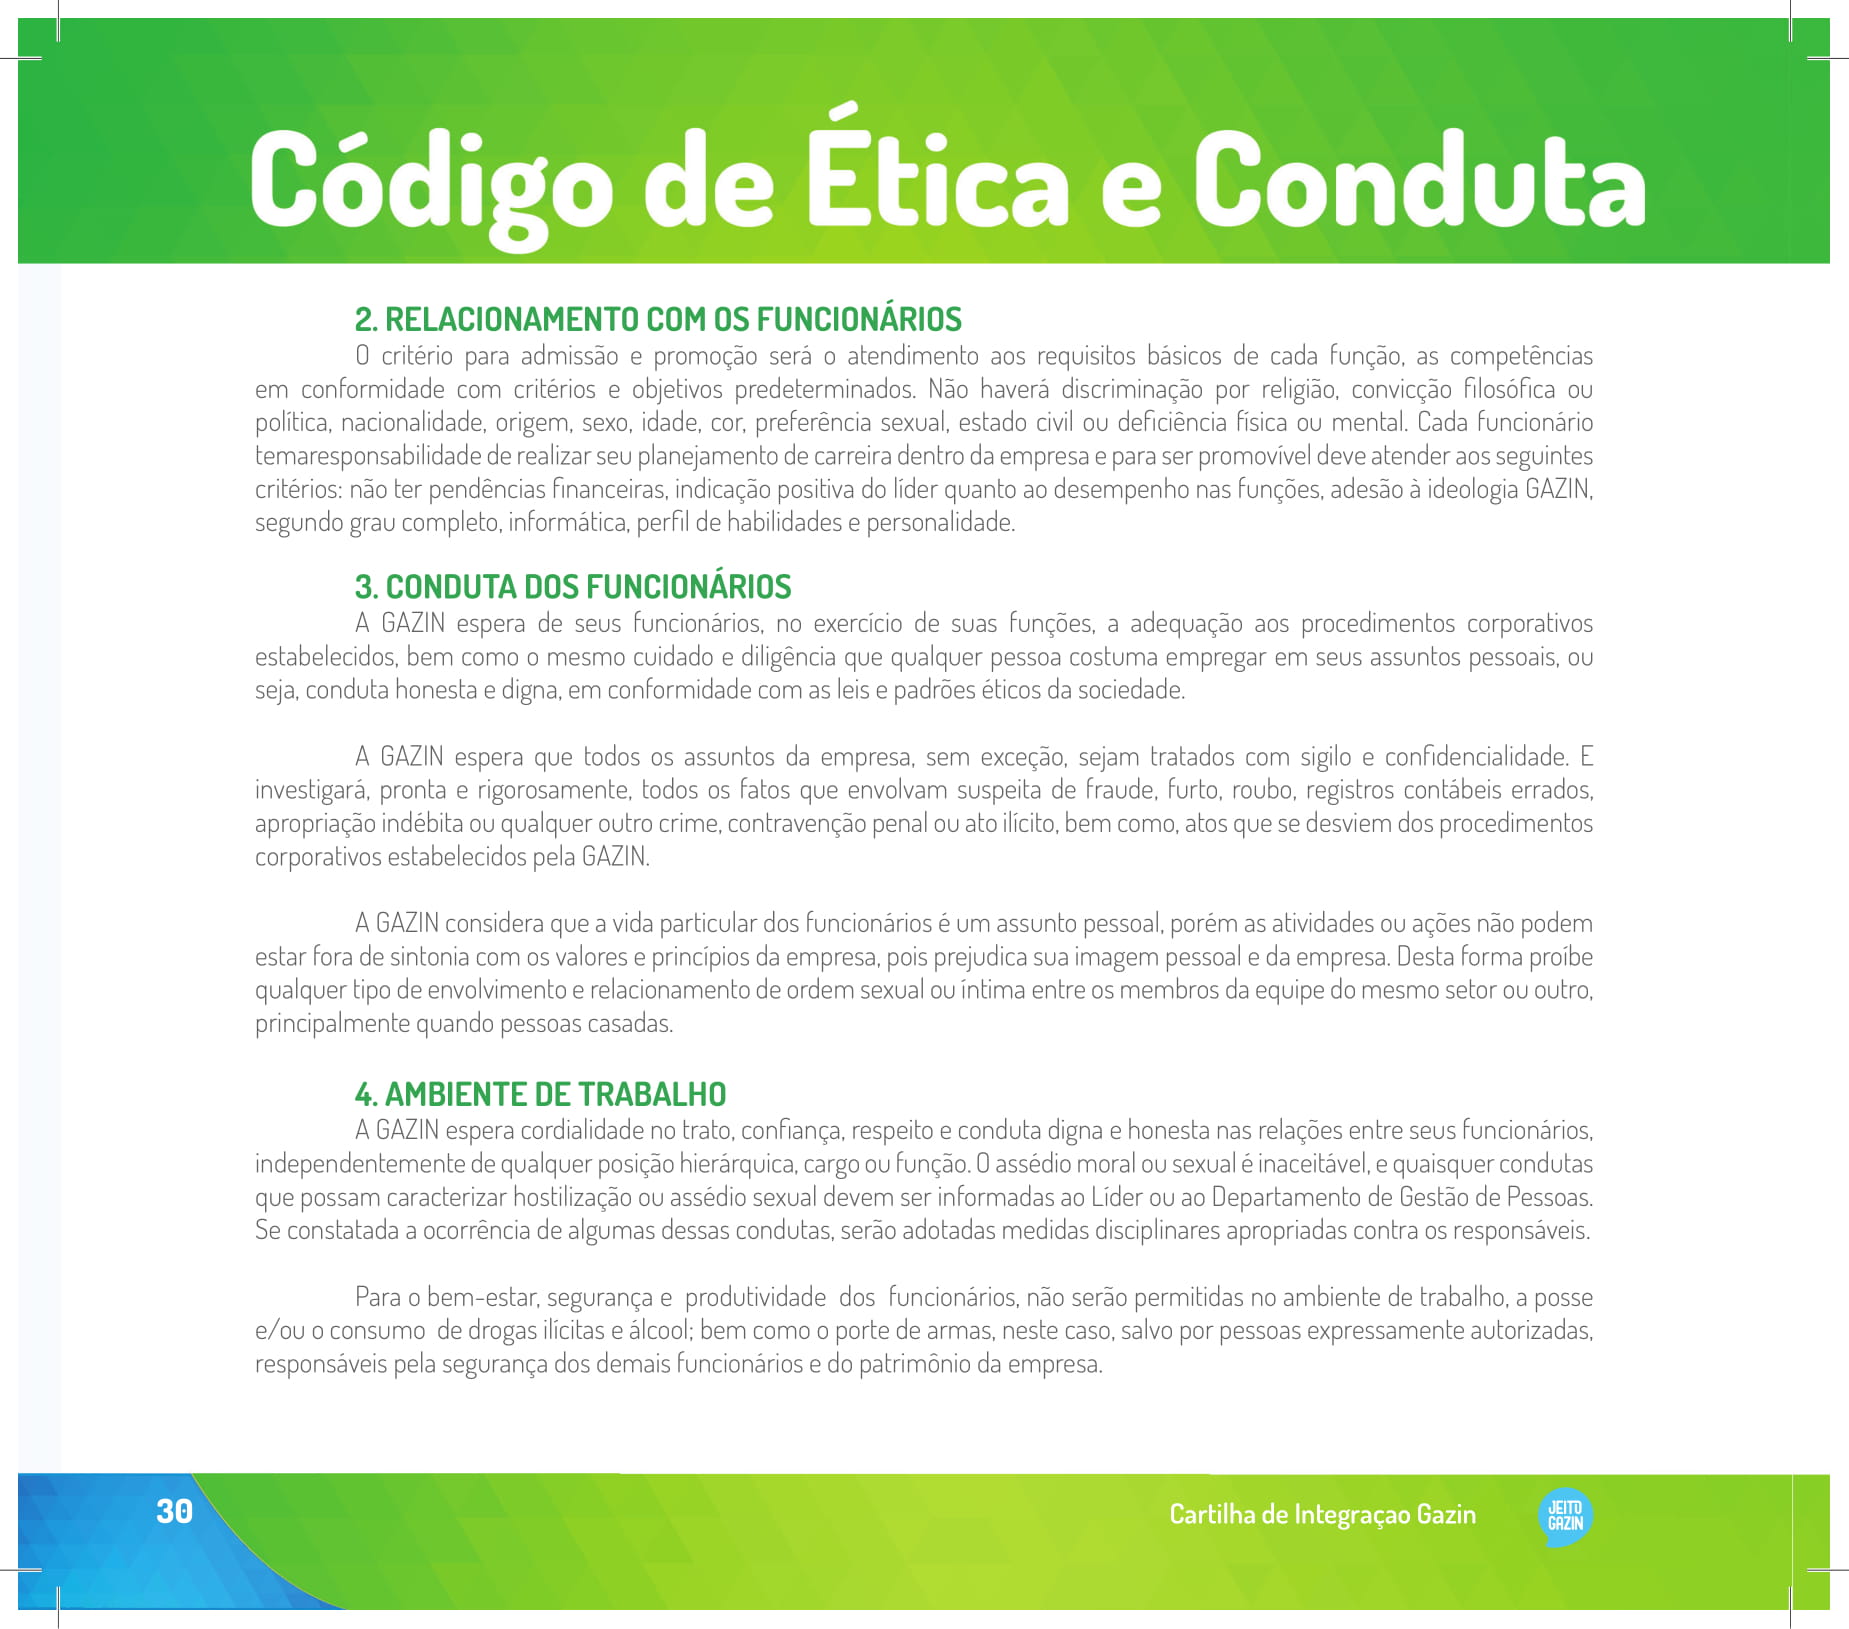 Código de Ética e Conduta
2. RELACIONAMENTO COM OS FUNCIONÁRIOS
O critério para admissão e promoção será o atendimento aos requisitos básicos de cada função, as competências
em conformidade com critérios e objetivos predeterminados. Não haverá discriminação por religião, convicção filosófica ou
política, nacionalidade, origem, sexo, idade, cor, preferência sexual, estado civil ou deficiência física ou mental. Cada funcionário
temaresponsabilidade de realizar seu planejamento de carreira dentro da empresa e para ser promovível deve atender aos seguintes
critérios: não ter pendências financeiras, indicação positiva do líder quanto ao desempenho nas funções, adesão à ideologia GAZIN,
segundo grau completo, informática, perfil de habilidades e personalidade.
3. CONDUTA DOS FUNCIONÁRIOS
A GAZIN espera de seus funcionários, no exercício de suas funções, a adequação aos procedimentos corporativos
estabelecidos, bem como o mesmo cuidado e diligência que qualquer pessoa costuma empregar em seus assuntos pessoais, ou
seja, conduta honesta e digna, em conformidade com as leis e padrões éticos da sociedade.
A GAZIN espera que todos os assuntos da empresa, sem exceção, sejam tratados com sigilo e confidencialidade. E
investigará, pronta e rigorosamente, todos os fatos que envolvam suspeita de fraude, furto, roubo, registros contábeis errados,
apropriação indébita ou qualquer outro crime, contravenção penal ou ato ilícito, bem como, atos que se desviem dos procedimentos
corporativos estabelecidos pela GAZIN.
A GAZIN considera que a vida particular dos funcionários é um assunto pessoal, porém as atividades ou ações não podem
estar fora de sintonia com os valores e princípios da empresa, pois prejudica sua imagem pessoal e da empresa. Desta forma proíbe
qualquer tipo de envolvimento e relacionamento de ordem sexual ou íntima entre os membros da equipe do mesmo setor ou outro,
principalmente quando pessoas casadas.
4. AMBIENTE DE TRABALHO
A GAZIN espera cordialidade no trato, confiança, respeito e conduta digna e honesta nas relações entre seus funcionários,
independentemente de qualquer posição hierárquica, cargo ou função. O assédio moral ou sexual é inaceitável, e quaisquer condutas
que possam caracterizar hostilização ou assédio sexual devem ser informadas ao Líder ou ao Departamento de Gestão de Pessoas.
Se constatada a ocorrência de algumas dessas condutas, serão adotadas medidas disciplinares apropriadas contra os responsáveis.
Para o bem-estar, segurança e produtividade dos funcionários, não serão permitidas no ambiente de trabalho, a posse
e/ou o consumo de drogas ilícitas e álcool; bem como o porte de armas, neste caso, salvo por pessoas expressamente autorizadas,
responsáveis pela segurança dos demais funcionários e do patrimônio da empresa.
30
Cartilha de Integraçao Gazin
JEITO
GAZIN